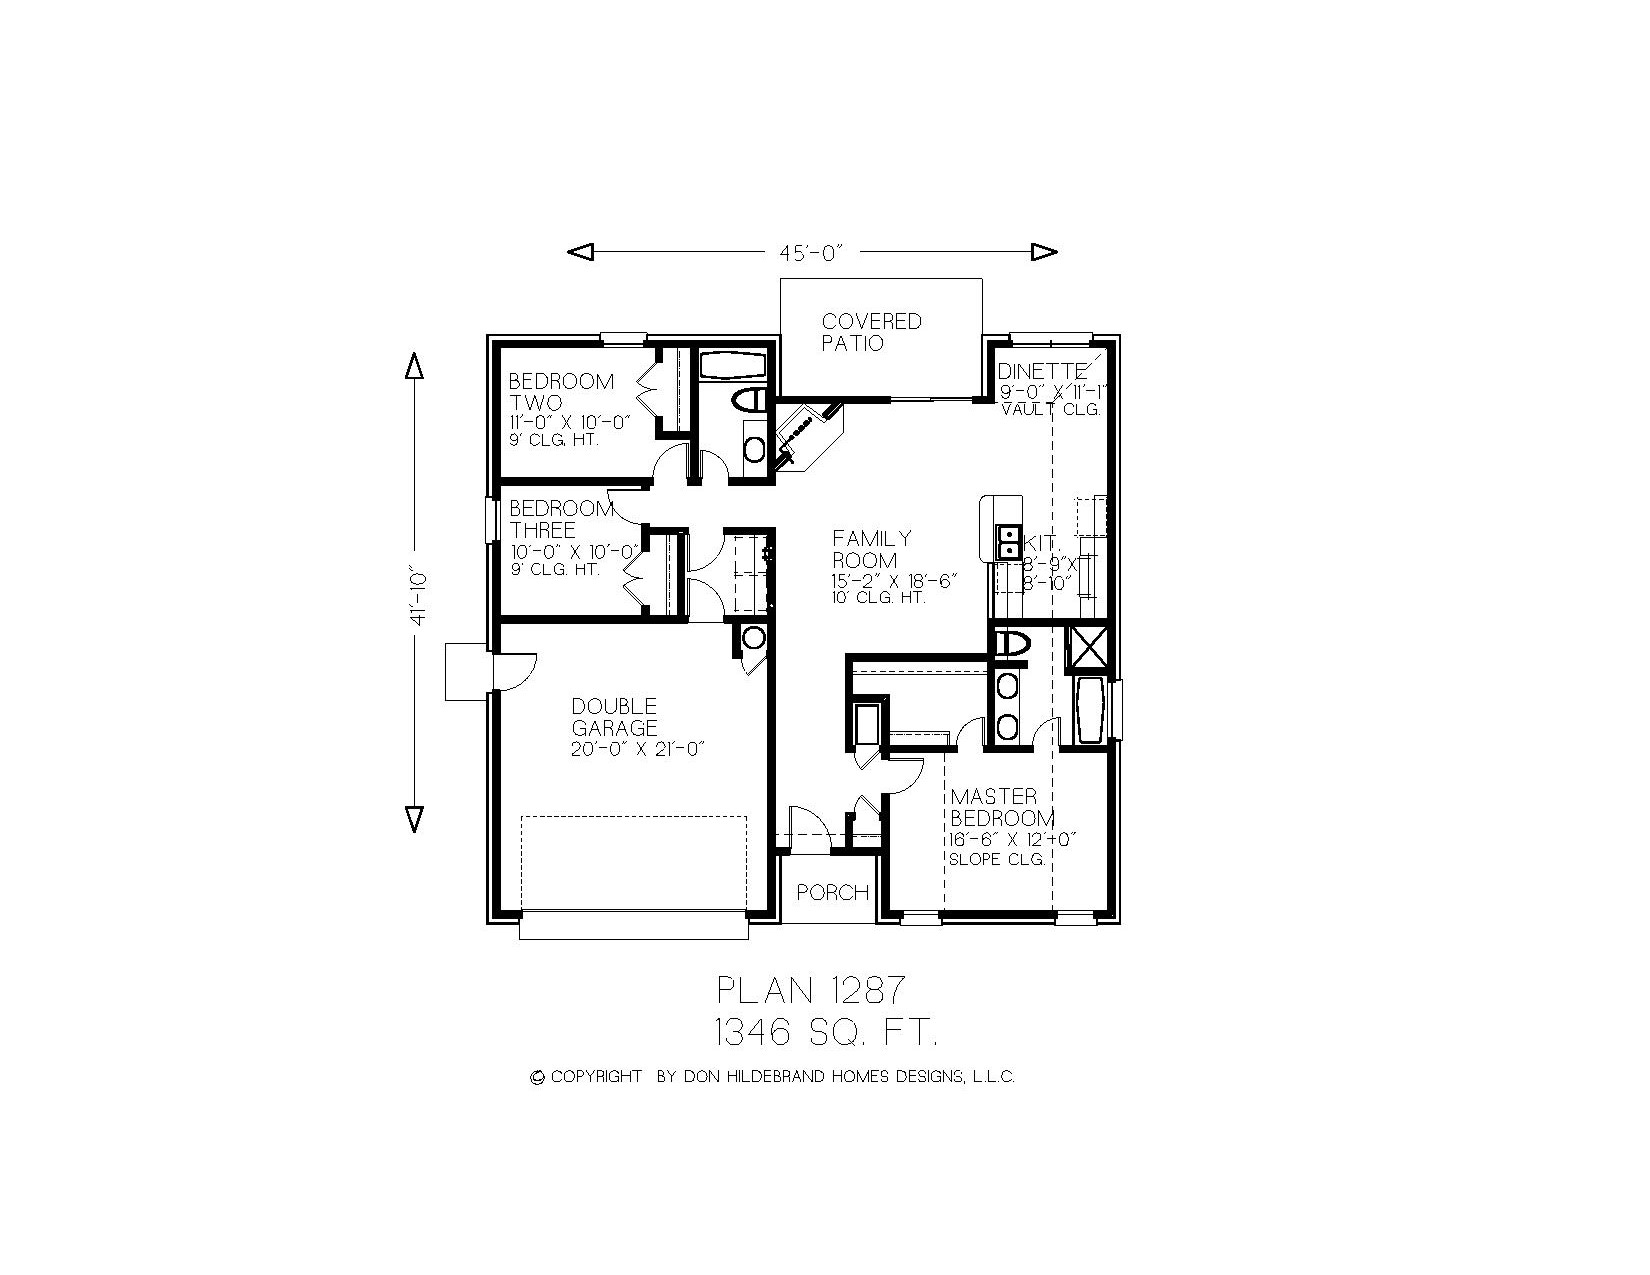 45'-0"
COVERED
PATIO
BEDROOM
TWO
11'-0" X 10'-0"
9' CLG. HT.
DINETTE
9'-0" X 11'-1"
VAULT CLG.
41'-10"
BEDROOM
THREE
10'-0" X 10'-0"
9' CLG. HT.
FAMILY
ROOM
15'-2" X 18'-6"
10' CLG. HT.
KIT.
8'-9"X
8'-10"
DOUBLE
GARAGE
20'-0" X 21'-0"
MASTER
BEDROOM
16'-6" X 12'-0"
SLOPE CLG.
PORCH
PLAN 1287
1346 SQ. FT.
© COPYRIGHT BY DON HILDEBRAND HOMES DESIGNS, L.L.C.